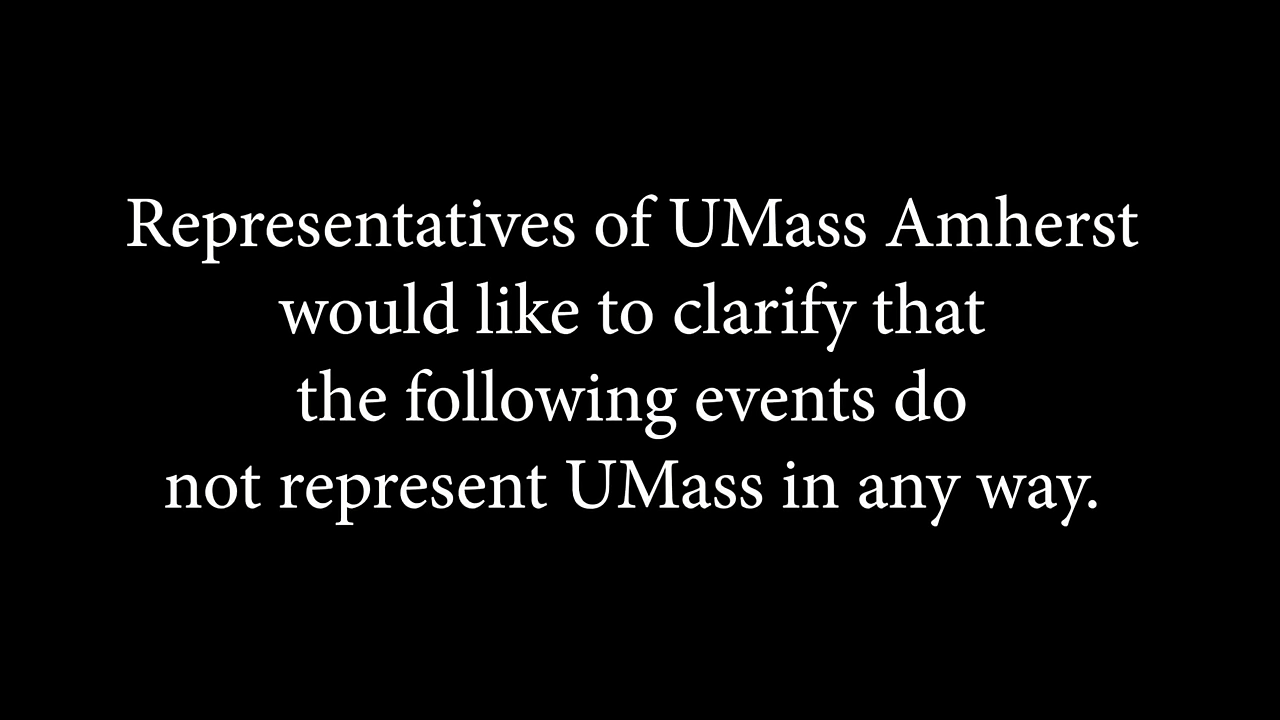 Representatives of UMass Amherst
would like to clarify that
the following events do
not represent UMass in any way.